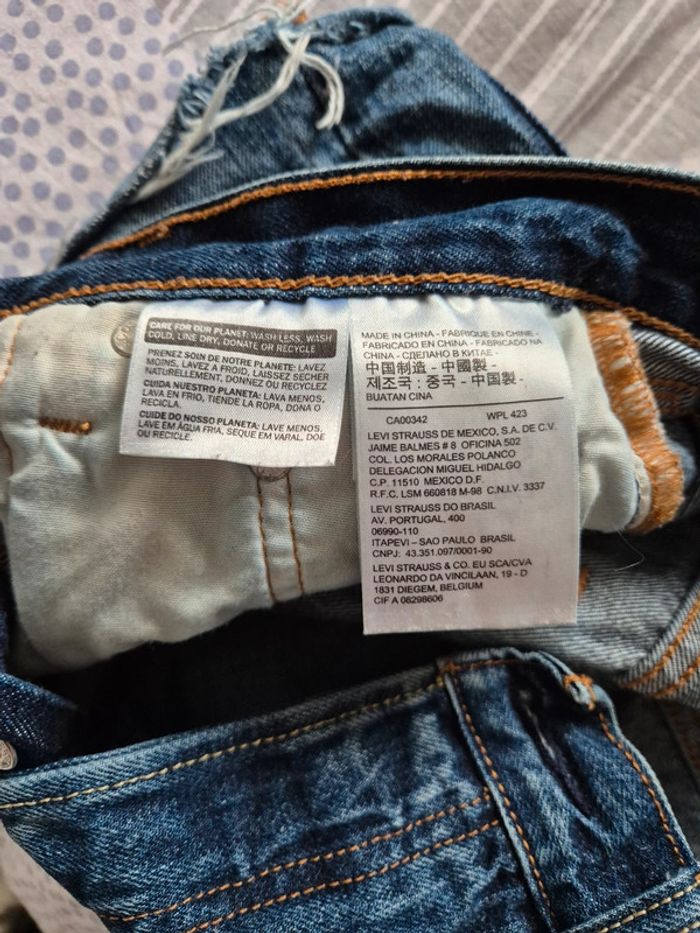 CARE FOR OUR PLANET: WASH LESS, WASH
COLD, LINE DRY, DONATE OR RECYCLE
PRENEZ SOIN DE NOTRE PLANETE: LAVEZ
MOINS, LAVEZ A FROID, LAISSEZ SECHER
NATURELLEMENT, DONNEZ OU RECYCLEZ
CUIDA NUESTRO PLANETA: LAVA MENOS,
LAVA EN FRIO, TIENDE LA ROPA, DONA O
RECICLA.
CUIDE DO NOSSO PLANETA: LAVE MENOS,
LAVE EM ÁGUA FRIA, SEQUE EM VARAL, DOE
OU RECICLE.
MADE IN CHINA - FABRIQUE EN CHINE -
FABRICADO EN CHINA - FABRICADO NA
CHINA - СДЕЛАНО В КИТАЕ -
中国制造 - 中國製 -
제조국 : 중국 - 中国製 -
BUATAN CINA
CA00342 WPL 423
LEVI STRAUSS DE MEXICO, S.A. DE C.V.
JAIME BALMES # 8 OFICINA 502
COL. LOS MORALES POLANCO
DELEGACION MIGUEL HIDALGO
C.P. 11510 MEXICO D.F.
R.F.C. LSM 660818 M-98 C.N.I.V. 3337
LEVI STRAUSS DO BRASIL
AV. PORTUGAL, 400
06990-110
ITAPEVI – SAO PAULO BRASIL
CNPJ: 43.351.097/0001-90
LEVI STRAUSS & CO. EU SCA/CVA
LEONARDO DA VINCILAAN, 19 - D
1831 DIEGEM, BELGIUM
CIF A 08298606